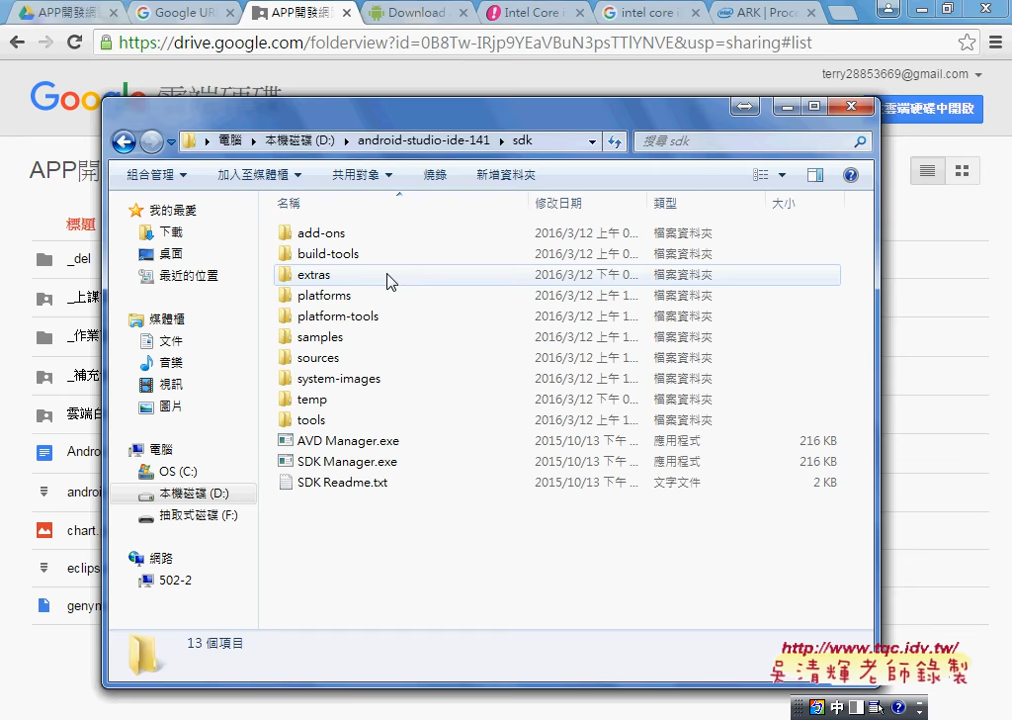 APP開發網
Google UR
APP開發網
Download
Intel Core i
intel core i
ARK | Proce
https://drive.google.com/folderview?id=0B8Tw-IRjp9YEaVBuN3psTTlYNVE&usp=sharing#list
terry28853669@gmail.com
Goo
雲端硬碟中開啟
電腦 本機磁碟 (D:) android-studio-ide-141 sdk
搜尋 sdk
APP開
組合管理 加入至媒體櫃 共用對象 燒錄 新增資料夾
標題
名稱 修改日期 類型 大小
我的最愛
下載
桌面
最近的位置
媒體櫃
文件
音樂
視訊
圖片
電腦
OS (C:)
本機磁碟 (D:)
抽取式磁碟 (F:)
網路
502-2
add-ons 2016/3/12 上午 0... 檔案資料夾
build-tools 2016/3/12 上午 0... 檔案資料夾
extras 2016/3/12 下午 0... 檔案資料夾
platforms 2016/3/12 上午 1... 檔案資料夾
platform-tools 2016/3/12 上午 1... 檔案資料夾
samples 2016/3/12 上午 1... 檔案資料夾
sources 2016/3/12 上午 1... 檔案資料夾
system-images 2016/3/12 上午 1... 檔案資料夾
temp 2016/3/12 上午 1... 檔案資料夾
tools 2016/3/12 上午 1... 檔案資料夾
AVD Manager.exe 2015/10/13 下午 ... 應用程式 216 KB
SDK Manager.exe 2015/10/13 下午 ... 應用程式 216 KB
SDK Readme.txt 2015/10/13 下午 ... 文字文件 2 KB
_del
_上課
_作業
_補充
雲端白
Andro
androi
chart.
eclips
genym
13 個項目
http://www.tqc.idv.tw/
吳清輝老師錄製
中